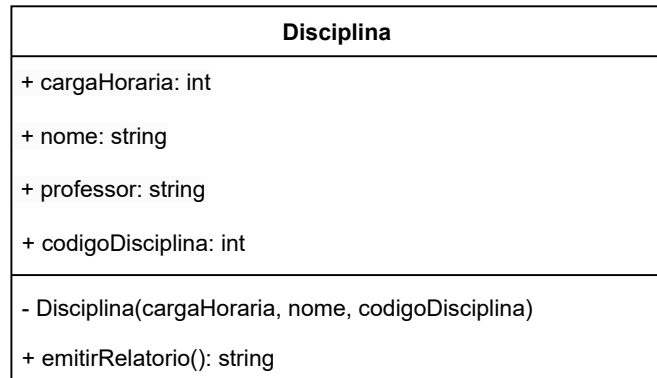 Disciplina
+ cargaHoraria: int
+ nome: string
+ professor: string
+ codigoDisciplina: int
- Disciplina(cargaHoraria, nome, codigoDisciplina)
+ emitirRelatorio(): string